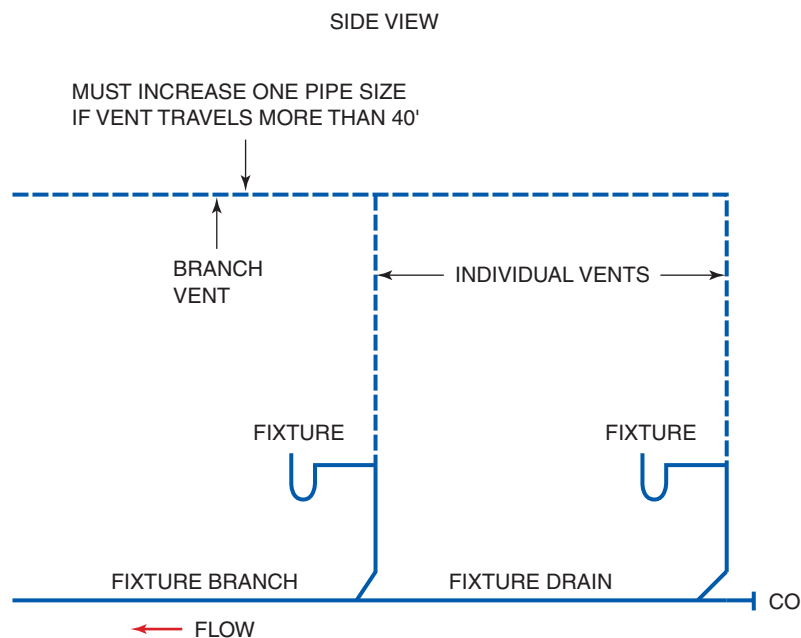 SIDE VIEW
MUST INCREASE ONE PIPE SIZE
IF VENT TRAVELS MORE THAN 40'
BRANCH
VENT
INDIVIDUAL VENTS
FIXTURE
FIXTURE
FIXTURE BRANCH
FIXTURE DRAIN
CO
FLOW